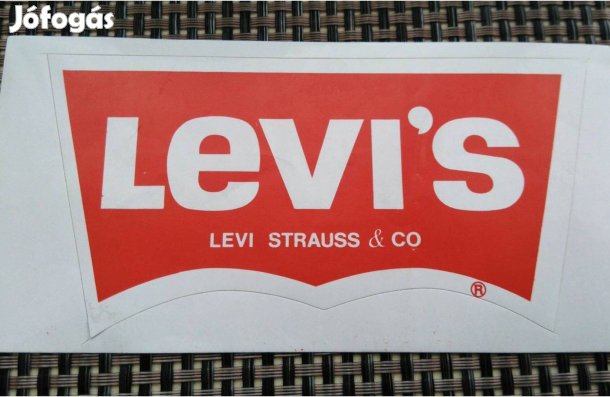 Jófogás
LEVI'S
LEVI STRAUSS & CO
®